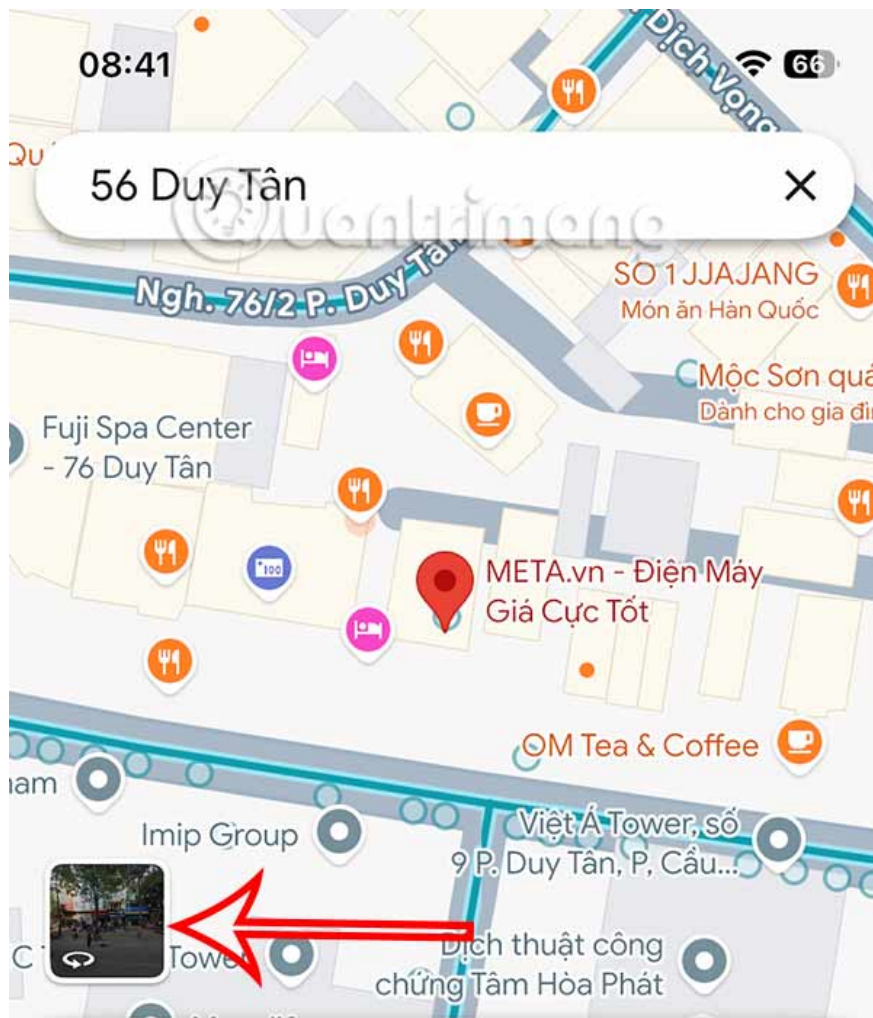 08:41
Dịch Vọng
66
56 Duy Tân
Quantrimang
Ngh. 76/2 P. Duy Tân
SO 1 JJAJANG
Món ăn Hàn Quốc
Mộc Sơn quá
Dành cho gia đìn
Fuji Spa Center
- 76 Duy Tân
100
META.vn - Điện Máy
Giá Cực Tốt
OM Tea & Coffee
nam
Imip Group
Việt Á Tower, số
9 P. Duy Tân, P, Cầu...
C
Tower
Dịch thuật công
chứng Tâm Hòa Phát